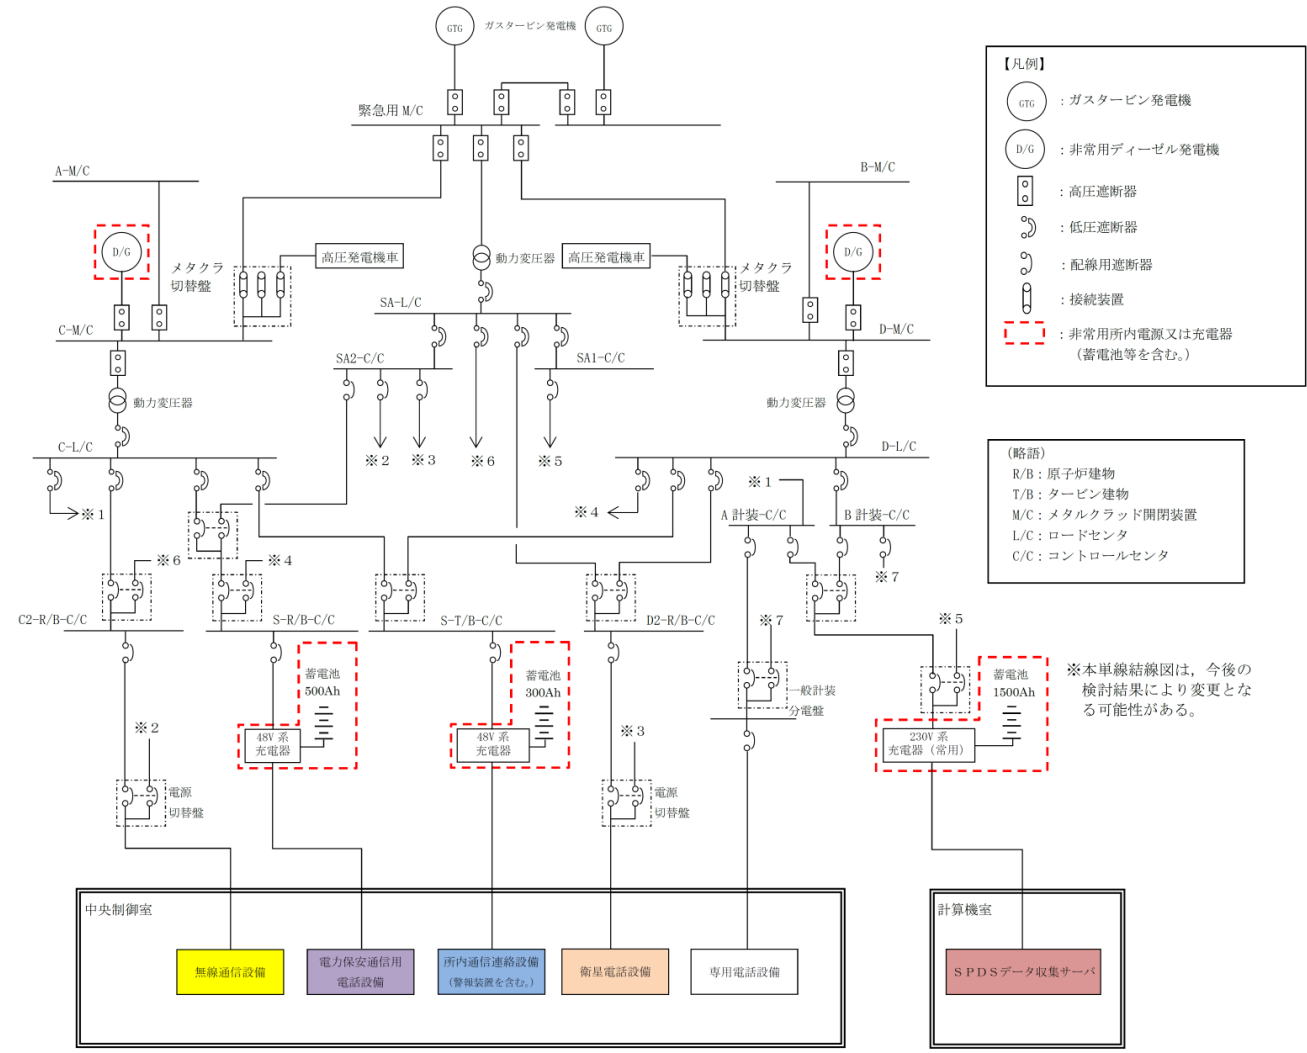 GTG
ガスタービン発電機
GTG
緊急用 M/C
A-M/C
B-M/C
D/G
D/G
メタクラ
切替盤
高圧発電機車
動力変圧器
高圧発電機車
メタクラ
切替盤
SA-L/C
C-M/C
D-M/C
SA2-C/C
SA1-C/C
動力変圧器
動力変圧器
C-L/C
D-L/C
※2
※3
※6
※5
※1
※1
※4
A 計装-C/C
B 計装-C/C
※6
※4
※7
C2-R/B-C/C
S-R/B-C/C
S-T/B-C/C
D2-R/B-C/C
※7
※5
蓄電池
500Ah
蓄電池
300Ah
一般計装
分電盤
蓄電池
1500Ah
※2
48V 系
充電器
48V 系
充電器
※3
230V 系
充電器（常用）
電源
切替盤
電源
切替盤
中央制御室
計算機室
無線通信設備
電力保安通信用
電話設備
所内通信連絡設備
(警報装置を含む。)
衛星電話設備
専用電話設備
ＳＰＤＳデータ収集サーバ
【凡例】
GTG
：ガスタービン発電機
D/G
：非常用ディーゼル発電機
：高圧遮断器
：低圧遮断器
：配線用遮断器
：接続装置
：非常用所内電源又は充電器
（蓄電池等を含む。）
（略語）
R/B：原子炉建物
T/B：タービン建物
M/C：メタルクラッド開閉装置
L/C：ロードセンタ
C/C：コントロールセンタ
※本単線結線図は，今後の
検討結果により変更とな
る可能性がある。